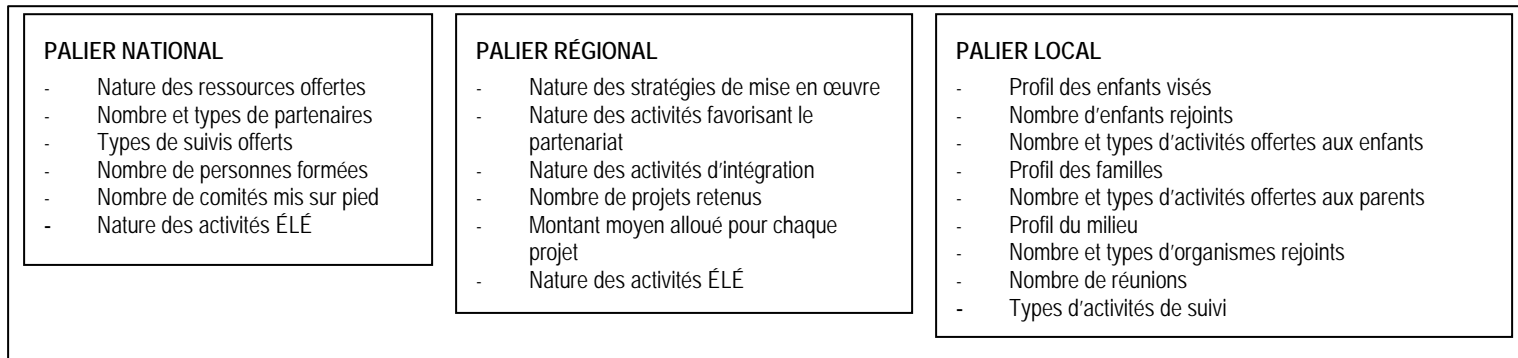 PALIER NATIONAL
- Nature des ressources offertes
- Nombre et types de partenaires
- Types de suivis offerts
- Nombre de personnes formées
- Nombre de comités mis sur pied
- Nature des activités ÉLÉ
PALIER RÉGIONAL
- Nature des stratégies de mise en œuvre
- Nature des activités favorisant le
partenariat
- Nature des activités d'intégration
- Nombre de projets retenus
- Montant moyen alloué pour chaque
projet
- Nature des activités ÉLÉ
PALIER LOCAL
- Profil des enfants visés
- Nombre d'enfants rejoints
- Nombre et types d'activités offertes aux enfants
- Profil des familles
- Nombre et types d'activités offertes aux parents
- Profil du milieu
- Nombre et types d'organismes rejoints
- Nombre de réunions
- Types d'activités de suivi